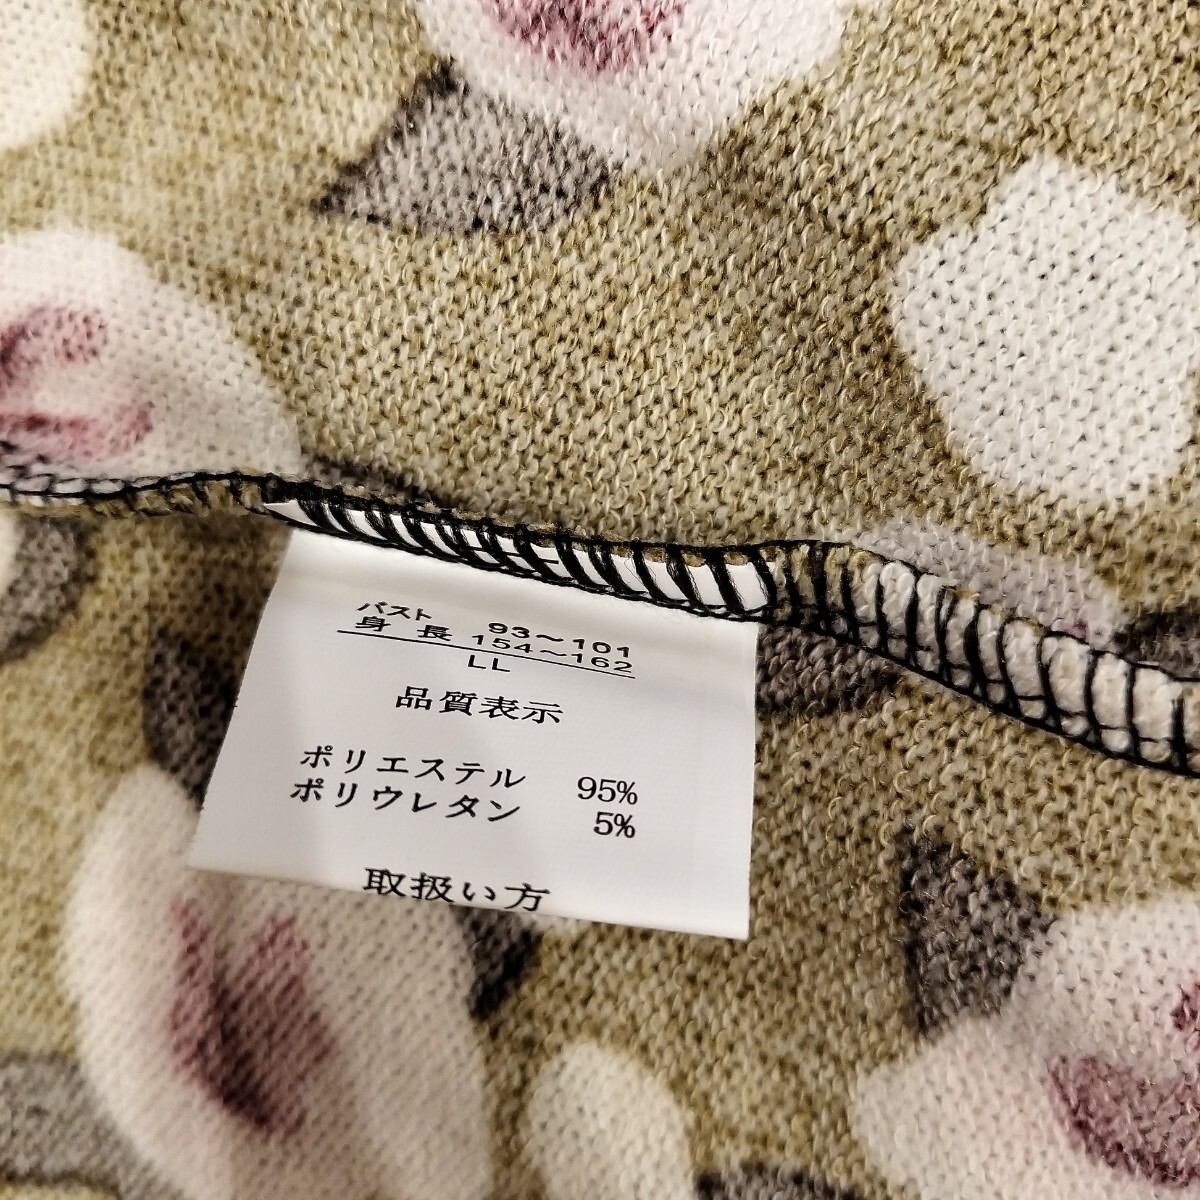 バスト 93〜101
身長 154〜162
LL
品質表示
ポリエステル 95%
ポリウレタン 5%
取扱い方